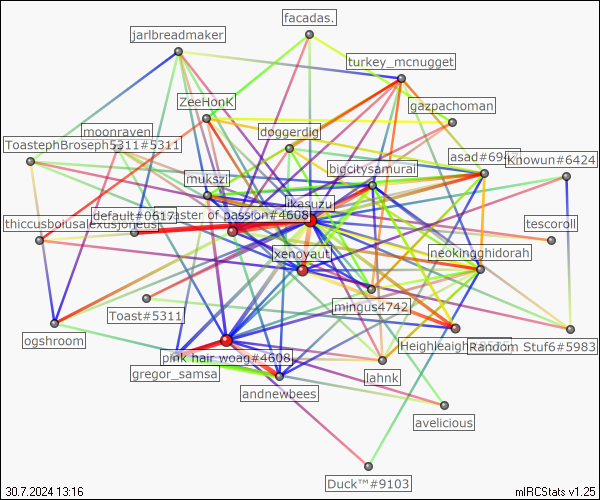 facadas.
jarlbreadmaker
turkey_mcnugget
ZeeHonK
gazpachoman
moonraven
doggerdig
ToastephBroseph5311#5311
asad#69
Knowun#6424
bigcitysamurai
mukszi
ikasuzu
default#0617
aster of passion#4608
thiccusboiusalexusjoneus
tescoroll
xenoyaut
neokingghidorah
mingus4742
Toast#5311
ogshroom
Heighleaigh
Random Stuf6#5983
pink hair woag#4608
gregor_samsa
lahnk
andnewbees
avelicious
Duck™#9103
30.7.2024 13:16
mIRCStats v1.25